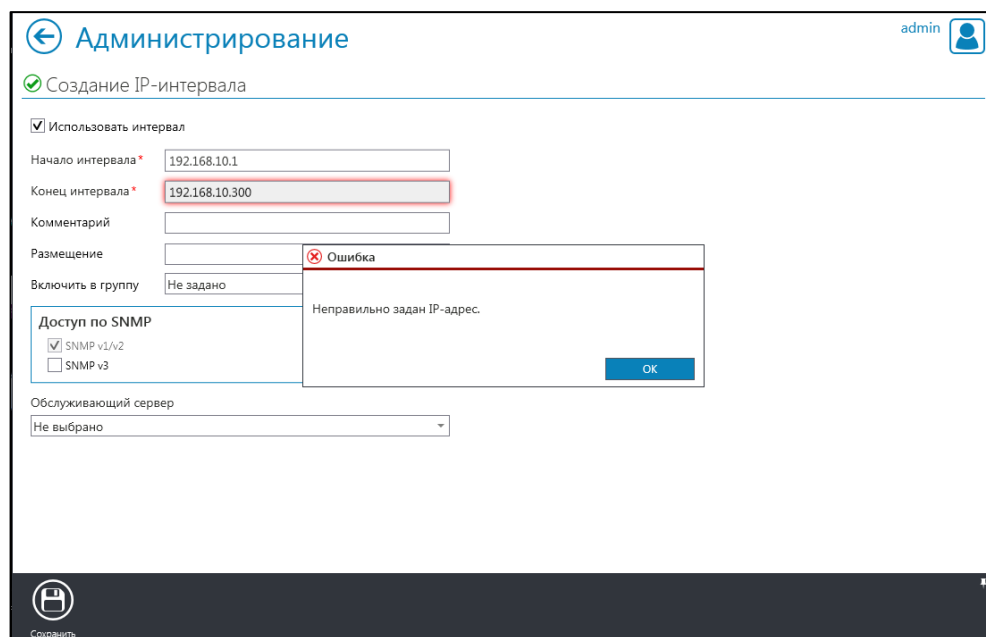 Администрирование
admin
Создание IP-интервала
Использовать интервал
Начало интервала* 192.168.10.1
Конец интервала* 192.168.10.300
Комментарий
Размещение
Ошибка
Включить в группу Не задано
Неправильно задан IP-адрес.
Доступ по SNMP
SNMP v1/v2
SNMP v3
OK
Обслуживающий сервер
Не выбрано
Сохранить